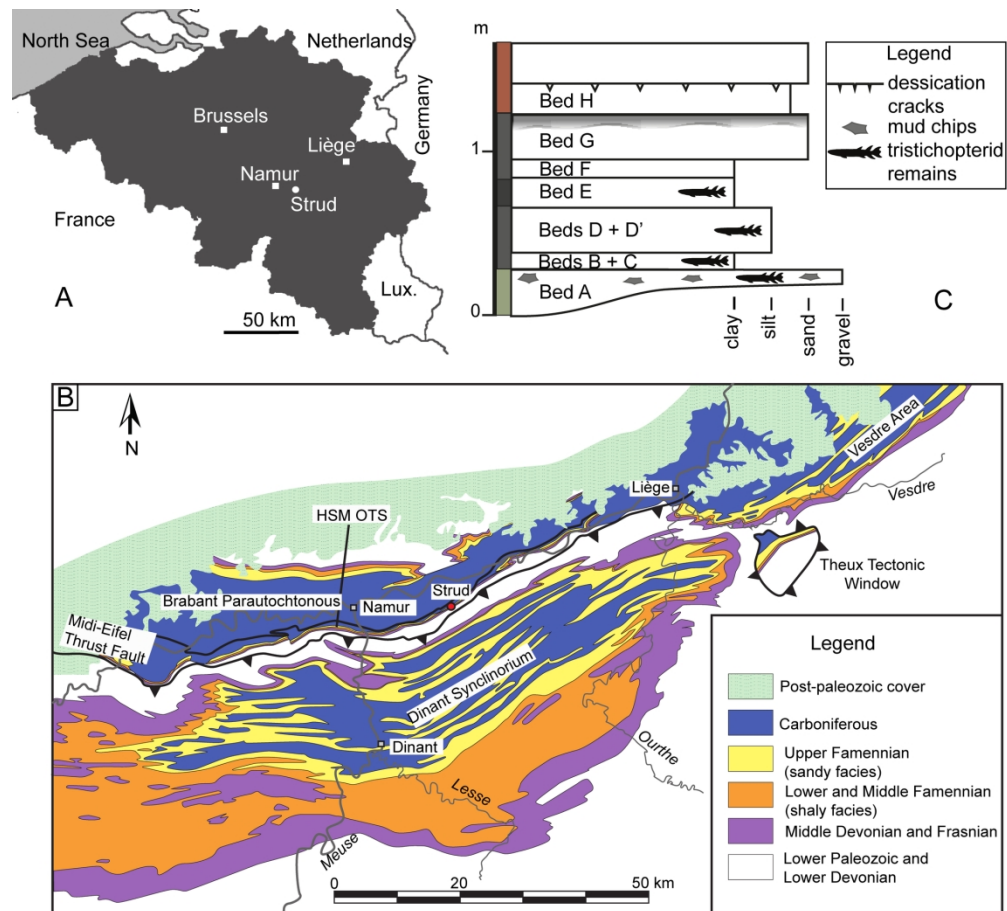 North Sea
Netherlands
Germany
Brussels
Liège
Namur
Strud
France
Lux.
A
50 km
m
Bed H
1
Bed G
Bed F
Bed E
Beds D + D’
Beds B + C
Bed A
0
clay
silt
sand
gravel
C
Legend
dessication
cracks
mud chips
tristichopterid
remains
B
N
Vesdre Area
Liège
Vesdre
HSM OTS
Theux Tectonic
Window
Strud
Brabant Parautochtonous
Namur
Midi-Eifel
Thrust Fault
Dinant Synclinorium
Dinant
Ourthe
Lesse
Meuse
0 20 40 50 km
Legend
Post-paleozoic cover
Carboniferous
Upper Famennian
(sandy facies)
Lower and Middle Famennian
(shaly facies)
Middle Devonian and Frasnian
Lower Paleozoic and
Lower Devonian